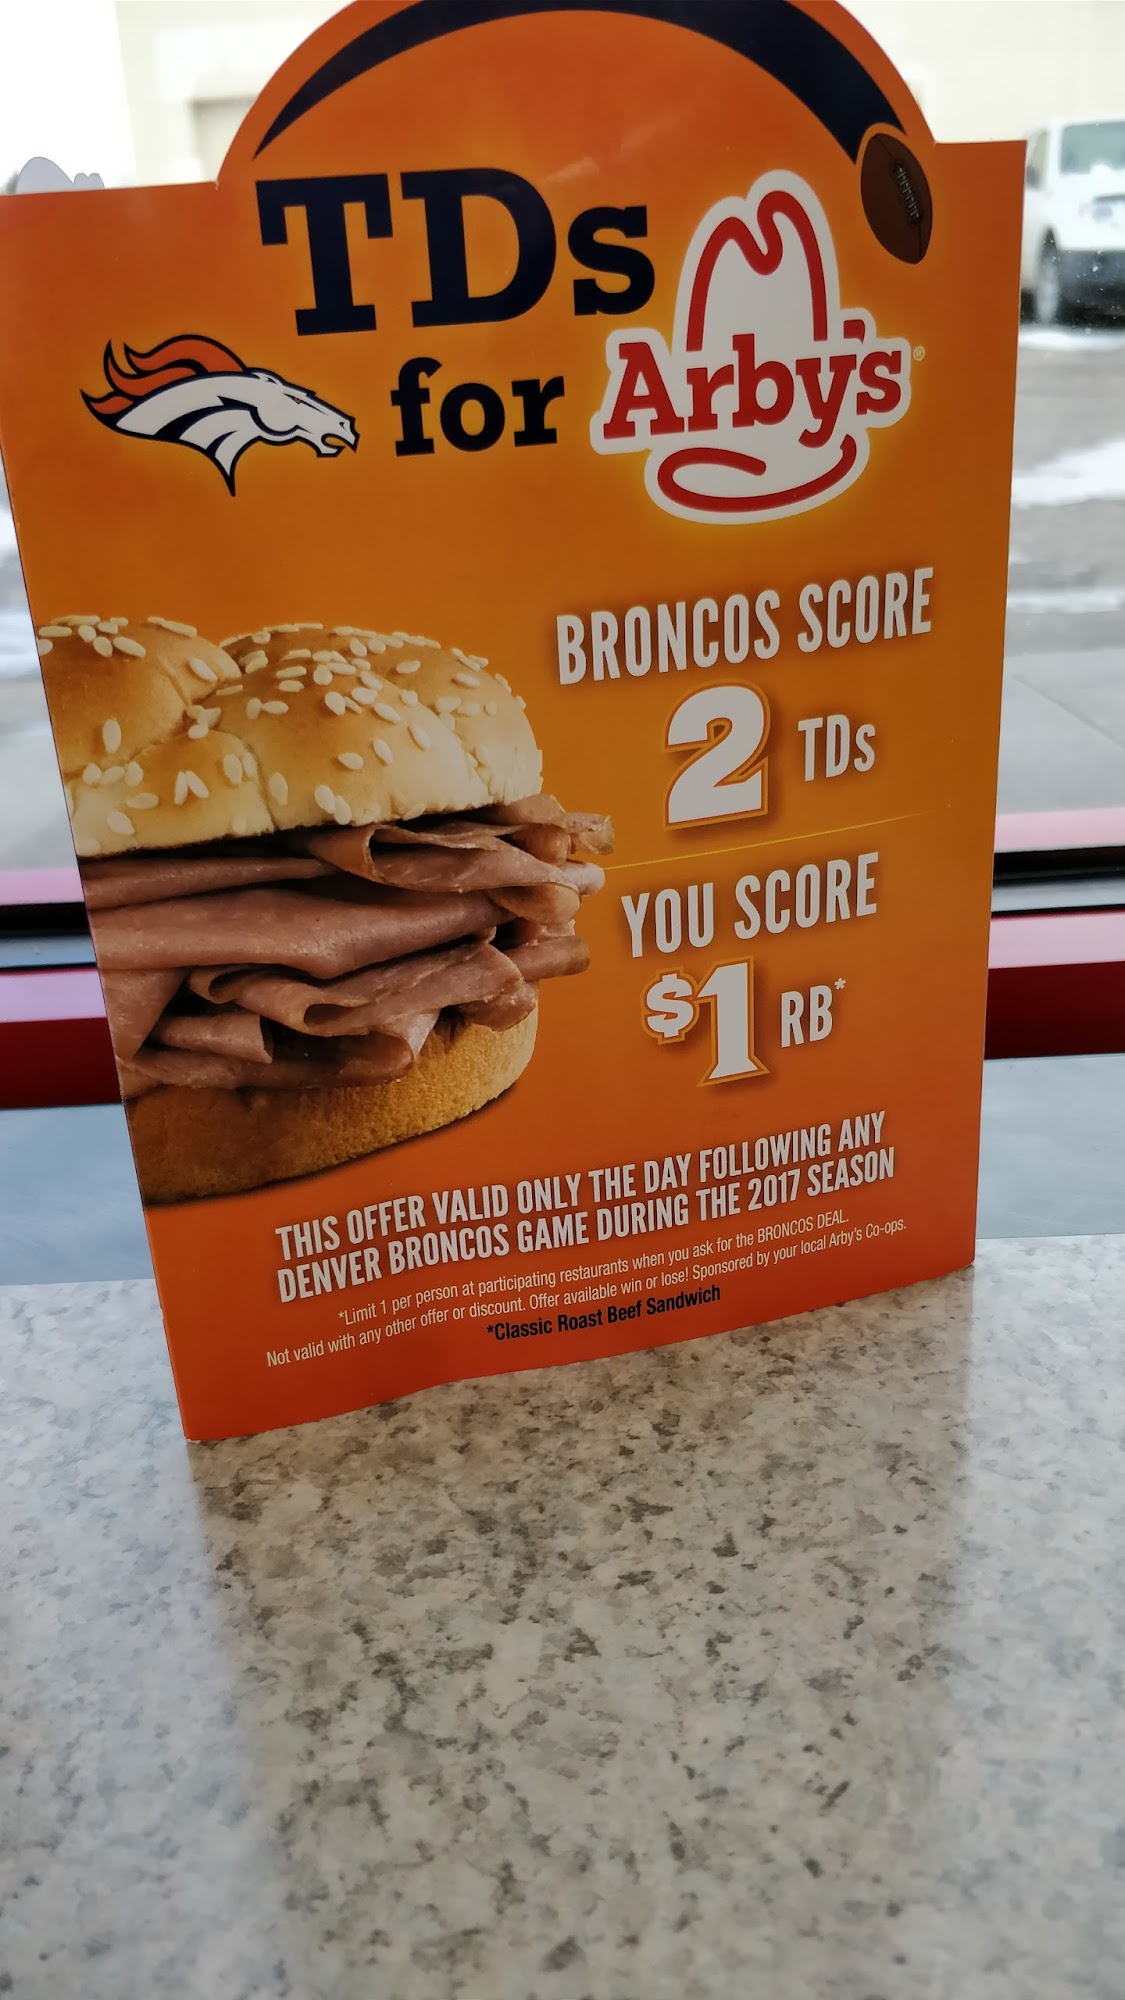 TDs
for Arby's®
BRONCOS SCORE
2 TDs
YOU SCORE
$1 RB*
THIS OFFER VALID ONLY THE DAY FOLLOWING ANY
DENVER BRONCOS GAME DURING THE 2017 SEASON
*Limit 1 per person at participating restaurants when you ask for the BRONCOS DEAL.
Not valid with any other offer or discount. Offer available win or lose! Sponsored by your local Arby's Co-ops.
*Classic Roast Beef Sandwich